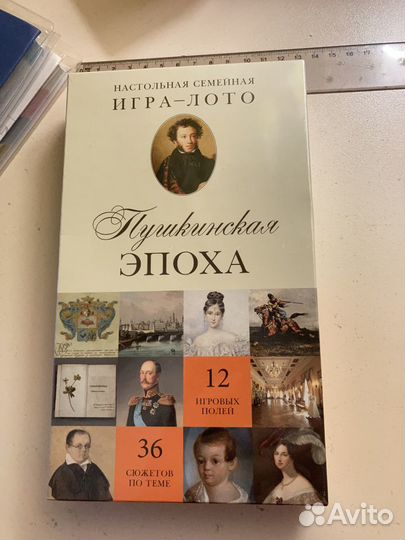 НАСТОЛЬНАЯ СЕМЕЙНАЯ
ИГРА-ЛОТО
Пушкинская
ЭПОХА
12
ИГРОВЫХ
ПОЛЕЙ
36
СЮЖЕТОВ
ПО ТЕМЕ
Avito